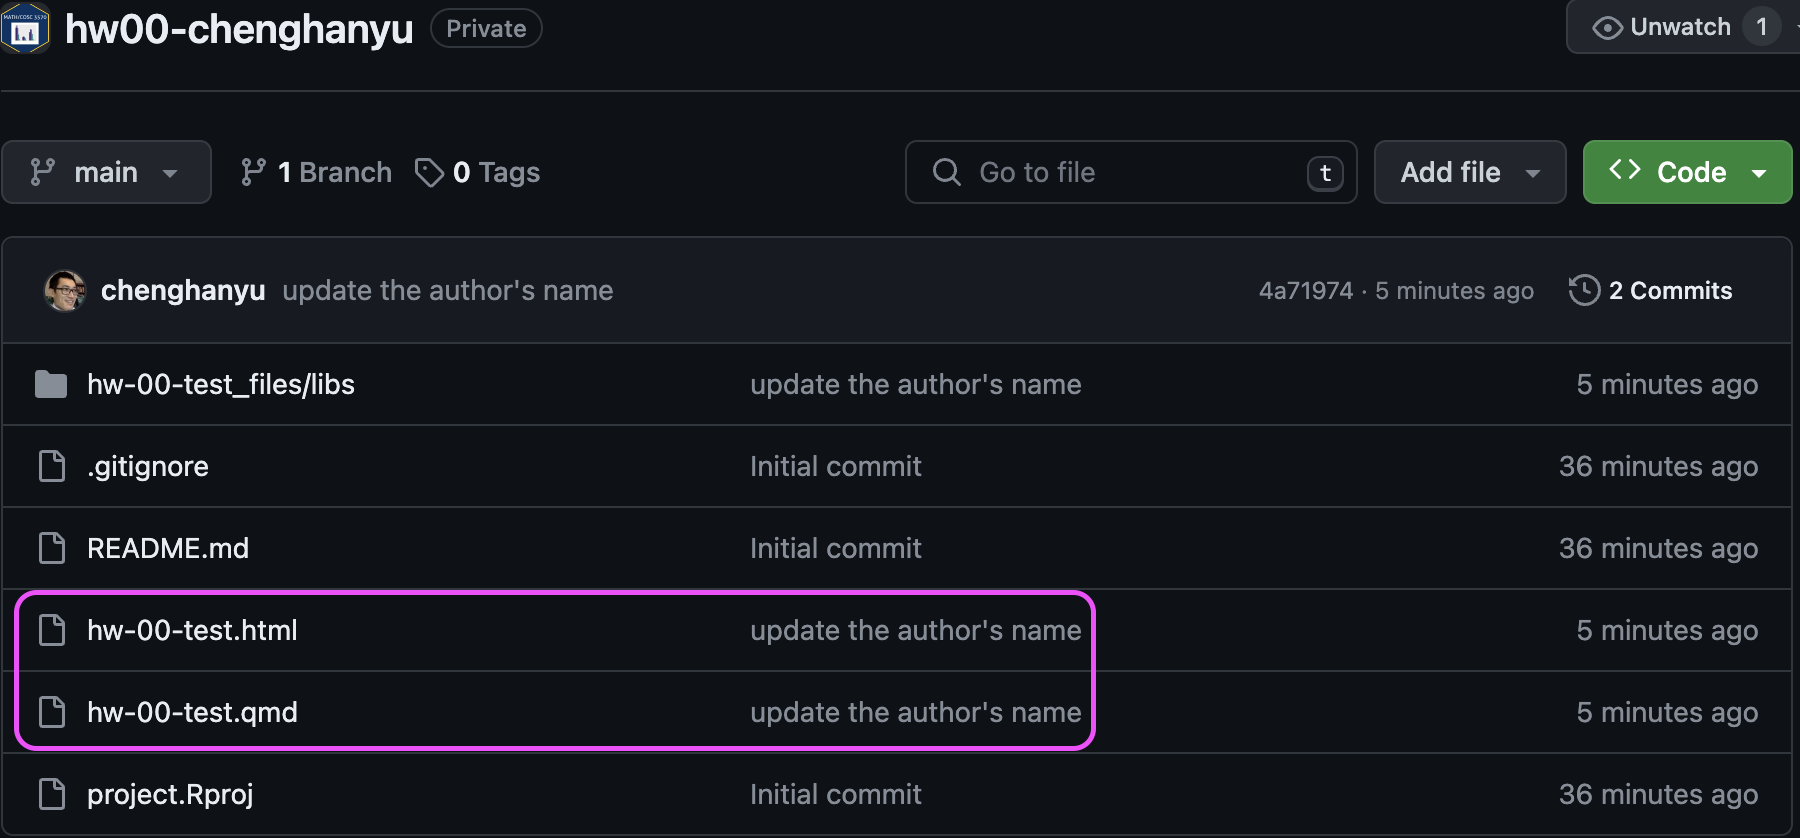 MATH/COSC 3570
hw00-chenghanyu Private Unwatch 1
main 1 Branch 0 Tags Go to file t Add file Code
chenghanyu update the author's name 4a71974 · 5 minutes ago 2 Commits
hw-00-test_files/libs update the author's name 5 minutes ago
.gitignore Initial commit 36 minutes ago
README.md Initial commit 36 minutes ago
hw-00-test.html update the author's name 5 minutes ago
hw-00-test.qmd update the author's name 5 minutes ago
project.Rproj Initial commit 36 minutes ago